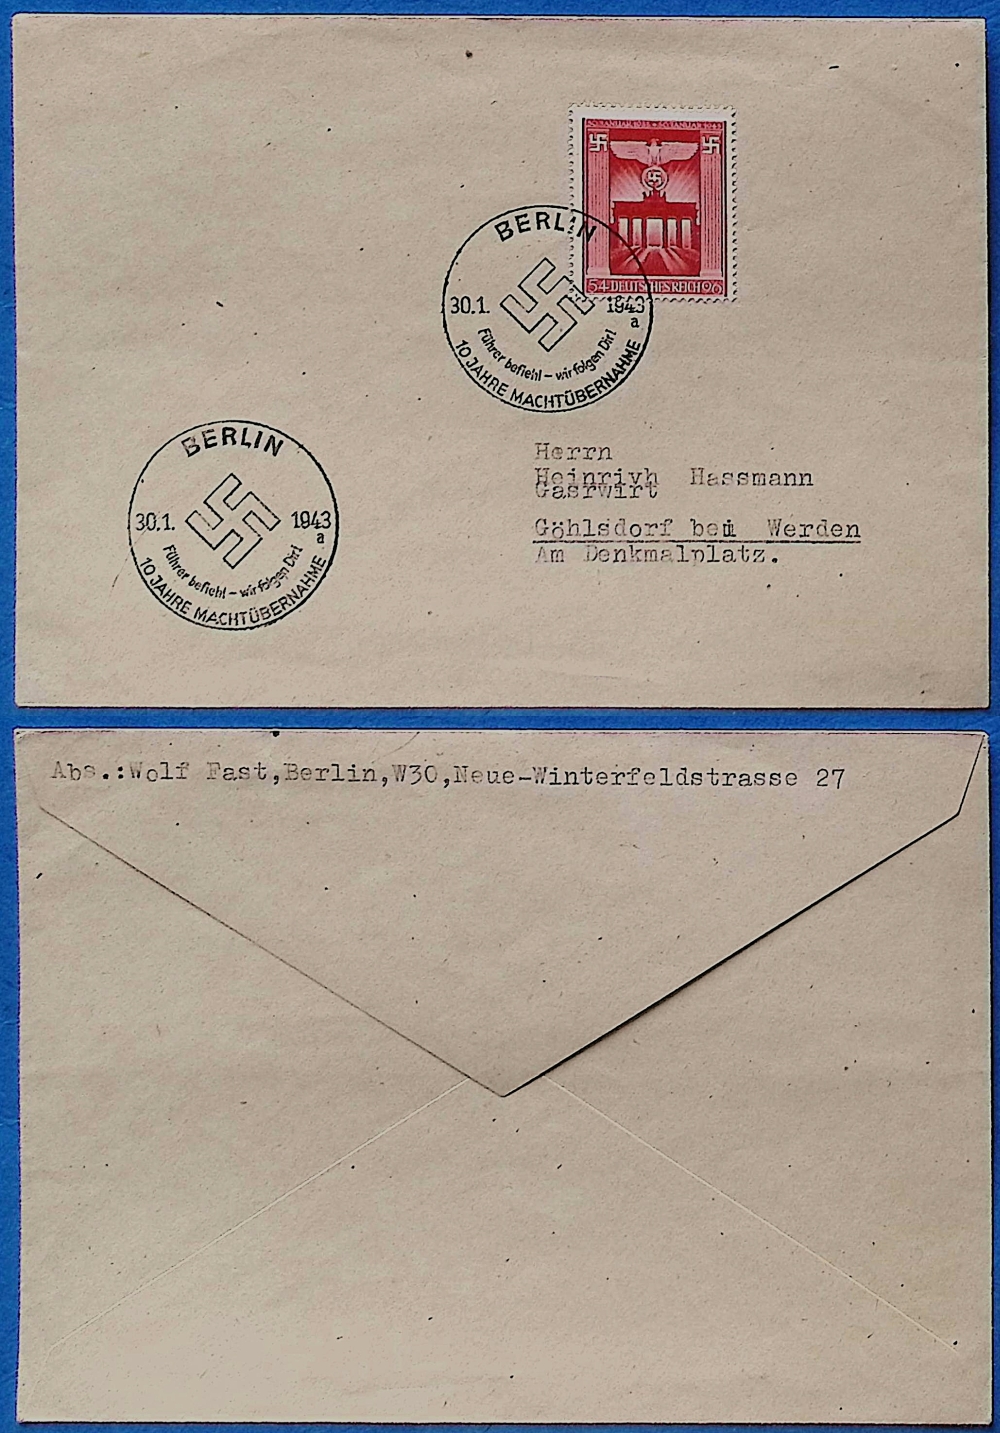 30. JANUAR 1933 * 30. JANUAR 1943
54 DEUTSCHES REICH 96
BERLIN
30.1. 1943
a
Führer befiehl – wir folgen Dir!
10 JAHRE MACHTÜBERNAHME
BERLIN
30.1. 1943
a
Führer befiehl – wir folgen Dir!
10 JAHRE MACHTÜBERNAHME
Herrn
Heinrivh Hassmann
Gasrwirt
Göhlsdorf bei Werden
Am Denkmalplatz.
Abs.:Wolf Fast,Berlin,W30,Neue-Winterfeldstrasse 27